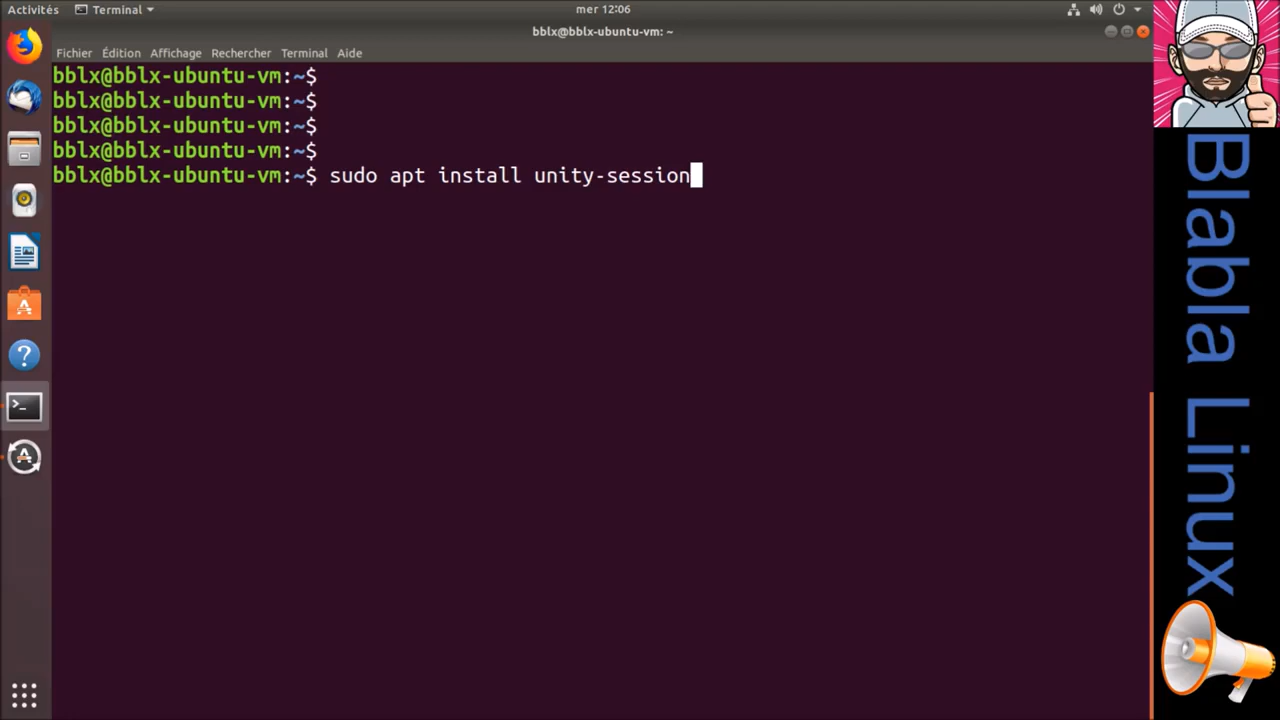 Activités Terminal mer 12:06
bblx@bblx-ubuntu-vm: ~
Fichier Édition Affichage Rechercher Terminal Aide
bblx@bblx-ubuntu-vm:~$
bblx@bblx-ubuntu-vm:~$
bblx@bblx-ubuntu-vm:~$
bblx@bblx-ubuntu-vm:~$
bblx@bblx-ubuntu-vm:~$ sudo apt install unity-session
Blabla Linux